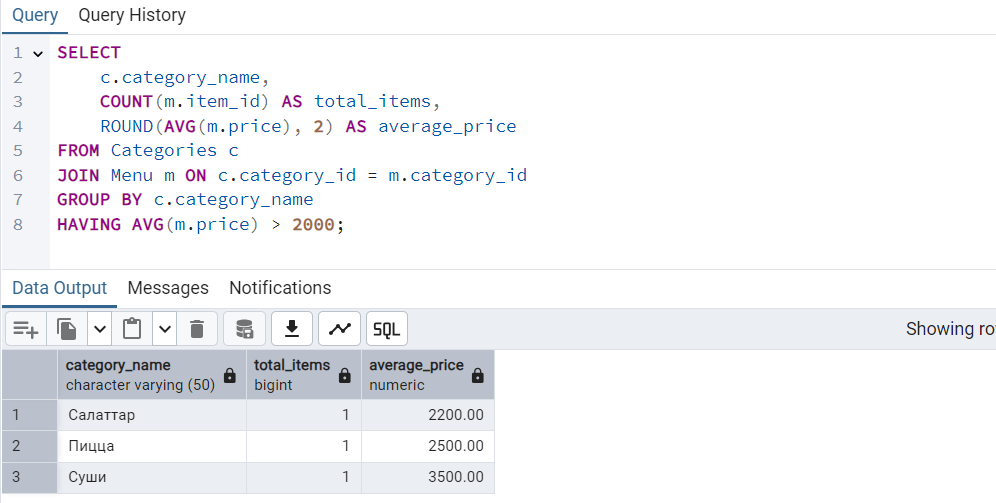 Query Query History
1 SELECT
2 c.category_name,
3 COUNT(m.item_id) AS total_items,
4 ROUND(AVG(m.price), 2) AS average_price
5 FROM Categories c
6 JOIN Menu m ON c.category_id = m.category_id
7 GROUP BY c.category_name
8 HAVING AVG(m.price) > 2000;
Data Output Messages Notifications
SQL Showing
category_name total_items average_price
character varying (50) bigint numeric
1 Салаттар 1 2200.00
2 Пицца 1 2500.00
3 Суши 1 3500.00